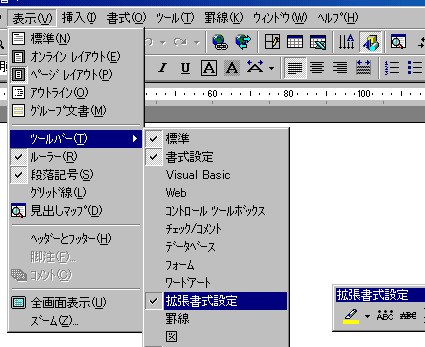 表示(V) 挿入(I) 書式(O) ツール(T) 罫線(A) ウィンドウ(W) ヘルプ(H)
標準(N)
オンライン レイアウト(E)
ページ レイアウト(P)
アウトライン(O)
グループ文書(M)
ツールバー(T)
ルーラー(R)
段落記号(S)
グリッド線(L)
見出しマップ(D)
ヘッダーとフッター(H)
脚注(F)...
コメント(C)
全画面表示(U)
ズーム(Z)...
標準
書式設定
Visual Basic
Web
コントロール ツールボックス
チェック/コメント
データベース
フォーム
ワードアート
拡張書式設定
罫線
図
I U A A A
60 80 100
拡張書式設定
ABC ABC